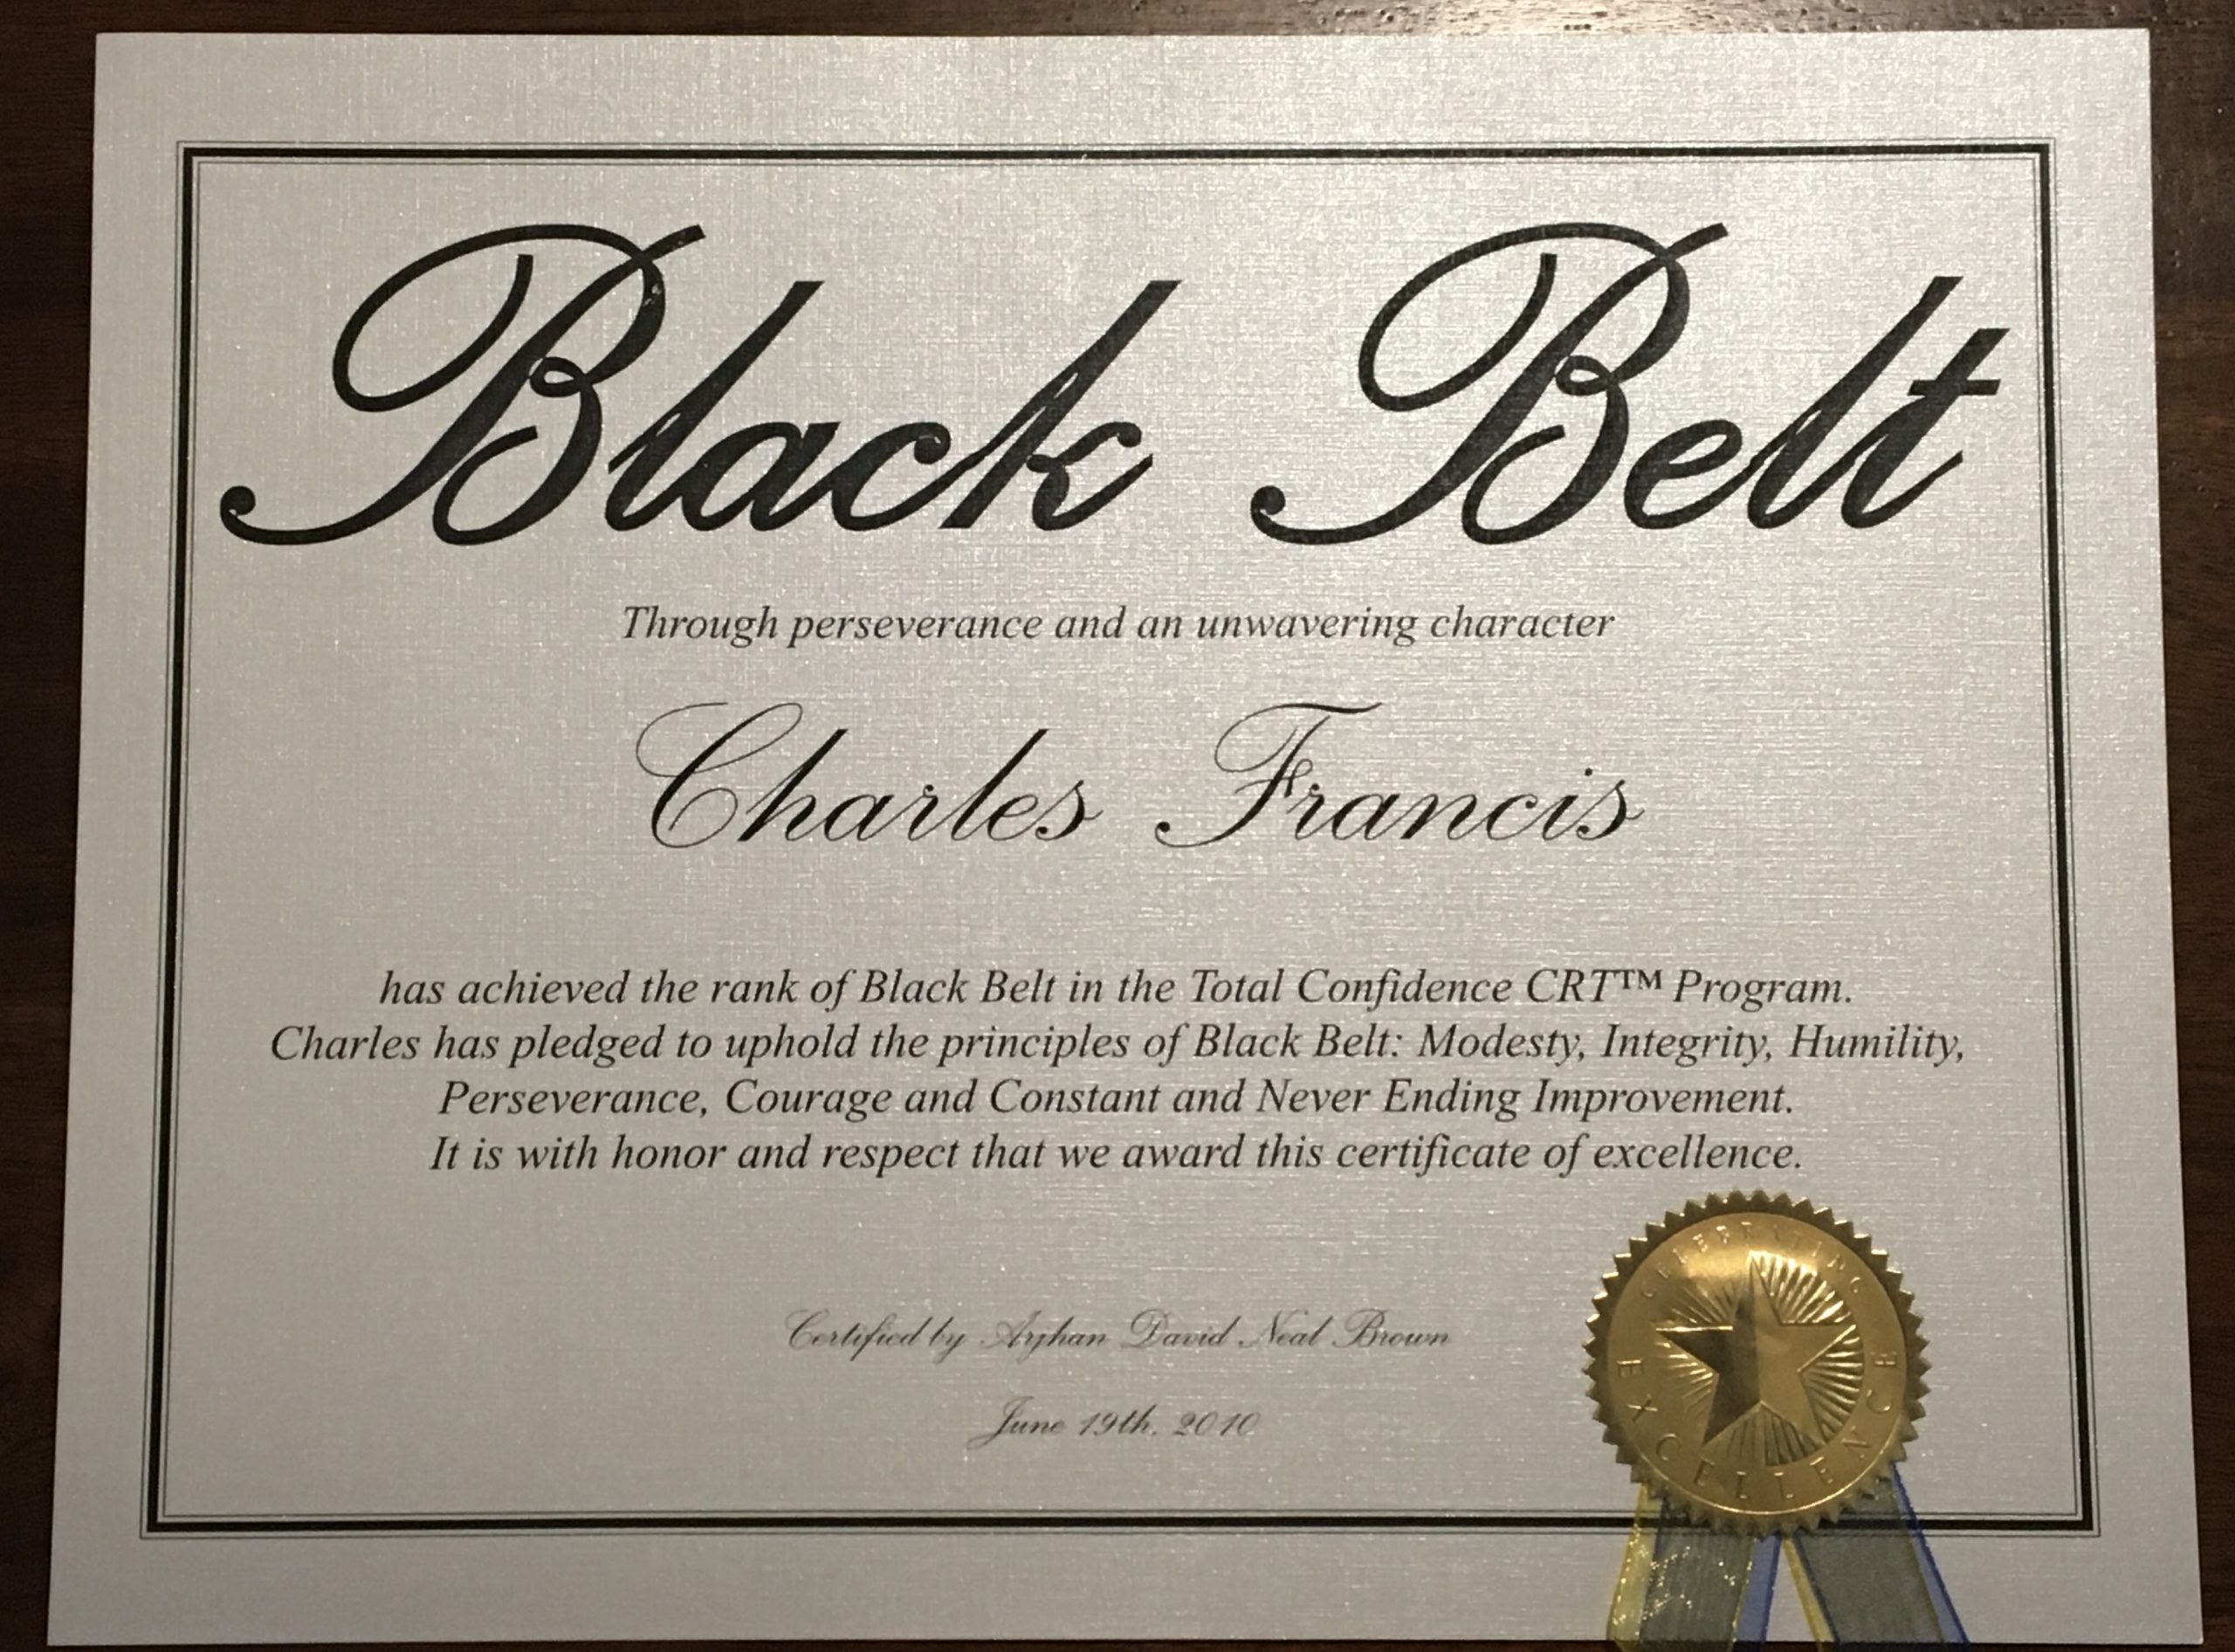 Black Belt
Through perseverance and an unwavering character
Charles Francis
has achieved the rank of Black Belt in the Total Confidence CRT™ Program.
Charles has pledged to uphold the principles of Black Belt: Modesty, Integrity, Humility,
Perseverance, Courage and Constant and Never Ending Improvement.
It is with honor and respect that we award this certificate of excellence.
Certified by Arjhan David Neal Brown
June 19th, 2010
CELEBRATING
EXCELLENCE